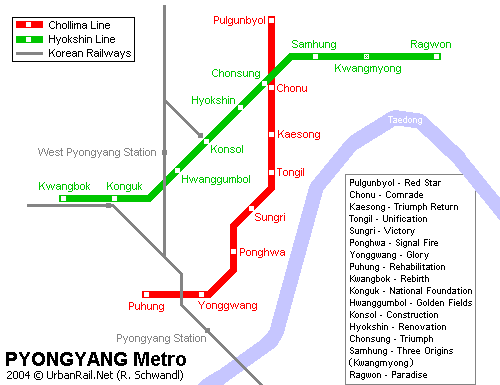 Chollima Line
Hyokshin Line
Korean Railways
Pulgunbyol
Samhung
Ragwon
Kwangmyong
Chonsung
Chonu
Hyokshin
Taedong
Kaesong
Konsol
West Pyongyang Station
Tongil
Hwanggumbol
Kwangbok
Konguk
Sungri
Ponghwa
Puhung
Yonggwang
Pyongyang Station
Pulgunbyol - Red Star
Chonu - Comrade
Kaesong - Triumph Return
Tongil - Unification
Sungri - Victory
Ponghwa - Signal Fire
Yonggwang - Glory
Puhung - Rehabilitation
Kwangbok - Rebirth
Konguk - National Foundation
Hwanggumbol - Golden Fields
Konsol - Construction
Hyokshin - Renovation
Chonsung - Triumph
Samhung - Three Origins
(Kwangmyong)
Ragwon - Paradise
PYONGYANG Metro
2004 © UrbanRail.Net (R. Schwandl)